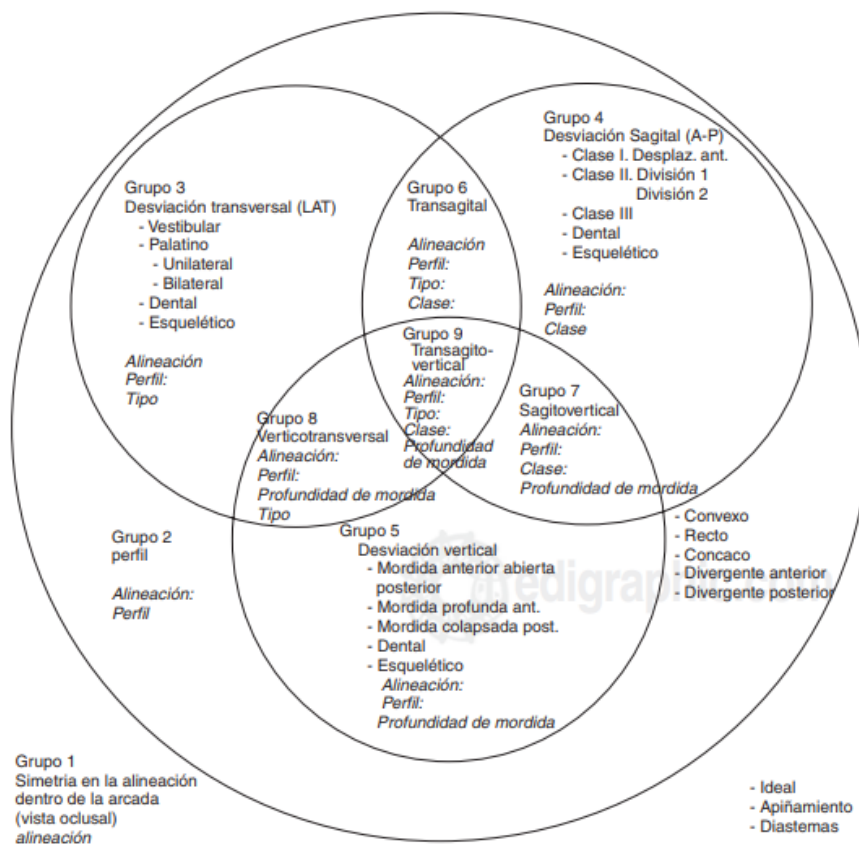 Grupo 4
Desviación Sagital (A-P)
- Clase I. Desplaz. ant.
- Clase II. División 1
División 2
- Clase III
- Dental
- Esquelético
Alineación:
Perfil:
Clase
Grupo 3
Desviación transversal (LAT)
- Vestibular
- Palatino
- Unilateral
- Bilateral
- Dental
- Esquelético
Alineación
Perfil:
Tipo
Grupo 6
Transagital
Alineación
Perfil:
Tipo:
Clase:
Grupo 9
Transagito-
vertical
Alineación:
Perfil:
Tipo:
Clase:
Profundidad
de mordida
Grupo 7
Sagitovertical
Alineación:
Perfil:
Clase:
Profundidad de mordida
Grupo 8
Verticotransversal
Alineación:
Perfil:
Profundidad de mordida
Tipo
Grupo 2
perfil
Alineación:
Perfil
Grupo 5
Desviación vertical
- Mordida anterior abierta
posterior
- Mordida profunda ant.
- Mordida colapsada post.
- Dental
- Esquelético
Alineación:
Perfil:
Profundidad de mordida
- Convexo
- Recto
- Concaco
- Divergente anterior
- Divergente posterior
edigraphic.com
Grupo 1
Simetria en la alineación
dentro de la arcada
(vista oclusal)
alineación
- Ideal
- Apiñamiento
- Diastemas